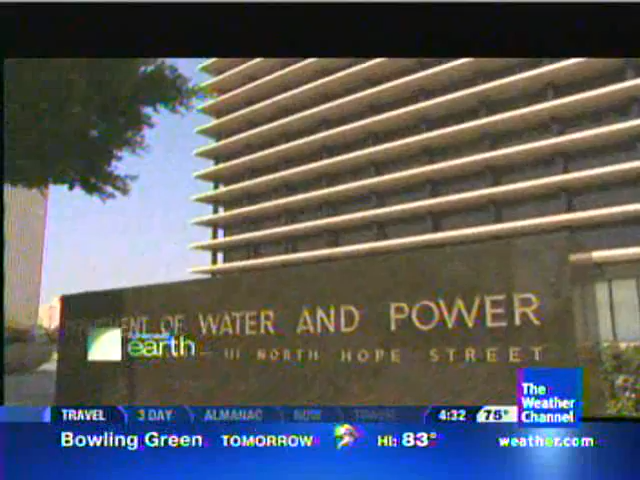 OF WATER AND POWER
earth
111 NORTH HOPE STREET
The
Weather
Channel
TRAVEL 3 DAY ALMANAC NOW 4:32 75°
Bowling Green TOMORROW HI: 83° weather.com